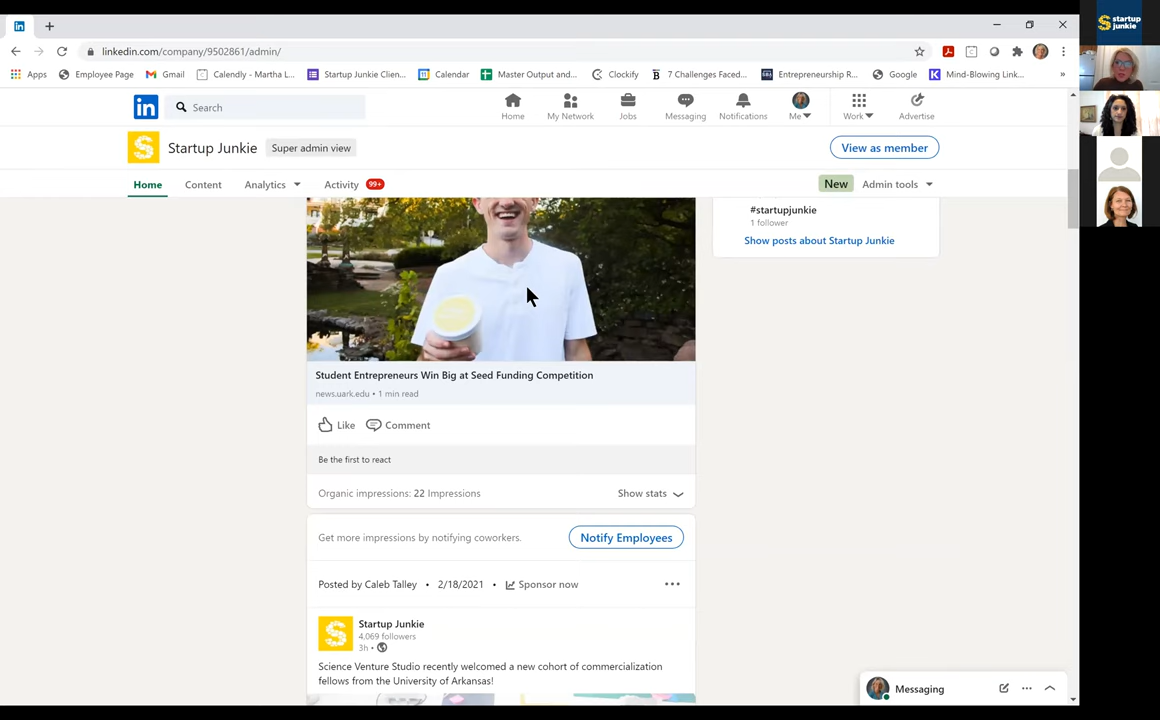 startup
junkie
linkedin.com/company/9502861/admin/
Apps
Employee Page
Gmail
Calendly - Martha L...
Startup Junkie Clien...
Calendar
Master Output and...
Clockify
7 Challenges Faced...
Entrepreneurship R...
Google
Mind-Blowing Link...
»
in
Search
Home
My Network
Jobs
Messaging
Notifications
Me
Work
Advertise
Startup Junkie
Super admin view
View as member
Home
Content
Analytics
Activity
99+
New
Admin tools
#startupjunkie
1 follower
Show posts about Startup Junkie
Student Entrepreneurs Win Big at Seed Funding Competition
news.uark.edu • 1 min read
Like
Comment
Be the first to react
Organic impressions: 22 Impressions
Show stats
Get more impressions by notifying coworkers.
Notify Employees
Posted by Caleb Talley • 2/18/2021 • Sponsor now
Startup Junkie
4,069 followers
3h •
Science Venture Studio recently welcomed a new cohort of commercialization
fellows from the University of Arkansas!
Messaging